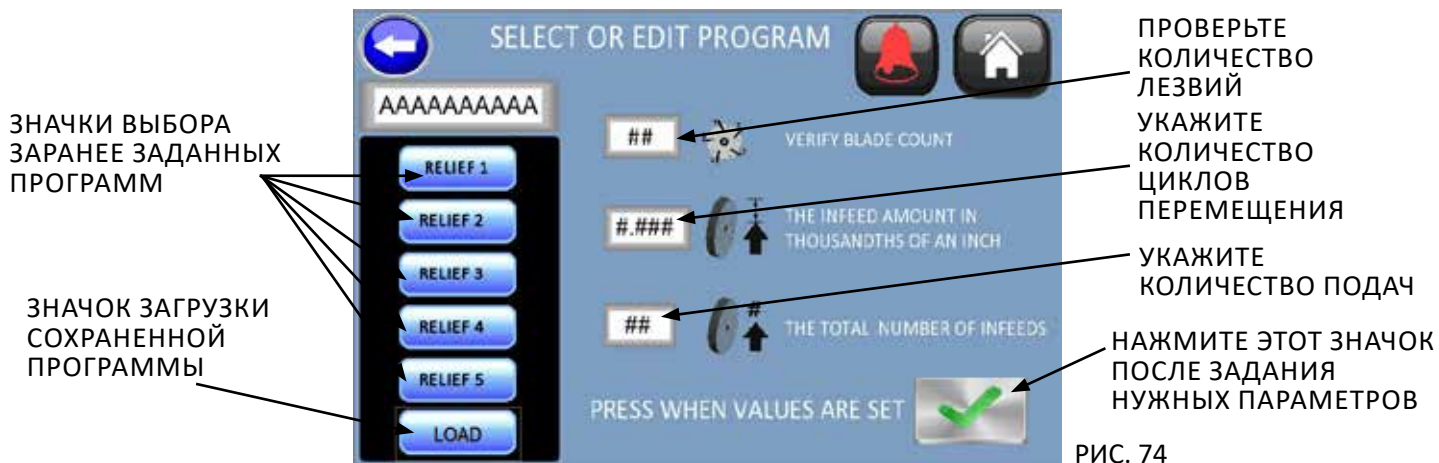 SELECT OR EDIT PROGRAM
AAAAAAAAAA
ЗНАЧКИ ВЫБОРА
ЗАРАНЕЕ ЗАДАННЫХ
ПРОГРАММ
ЗНАЧОК ЗАГРУЗКИ
СОХРАНЕННОЙ
ПРОГРАММЫ
RELIEF 1
RELIEF 2
RELIEF 3
RELIEF 4
RELIEF 5
LOAD
##
VERIFY BLADE COUNT
#.###
THE INFEED AMOUNT IN
THOUSANDTHS OF AN INCH
##
#
THE TOTAL NUMBER OF INFEEDS
PRESS WHEN VALUES ARE SET
ПРОВЕРЬТЕ
КОЛИЧЕСТВО
ЛЕЗВИЙ
УКАЖИТЕ
КОЛИЧЕСТВО
ЦИКЛОВ
ПЕРЕМЕЩЕНИЯ
УКАЖИТЕ
КОЛИЧЕСТВО ПОДАЧ
НАЖМИТЕ ЭТОТ ЗНАЧОК
ПОСЛЕ ЗАДАНИЯ
НУЖНЫХ ПАРАМЕТРОВ
РИС. 74